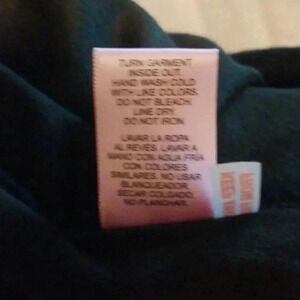 TURN GARMENT
INSIDE OUT.
HAND WASH COLD
WITH LIKE COLORS.
DO NOT BLEACH.
LINE DRY.
DO NOT IRON.
LAVAR LA ROPA
AL REVES. LAVAR A
MANO CON AGUA FRIA
CON COLORES
SIMILARES. NO USAR
BLANQUEADOR.
SECAR COLGADO.
NO PLANCHAR.